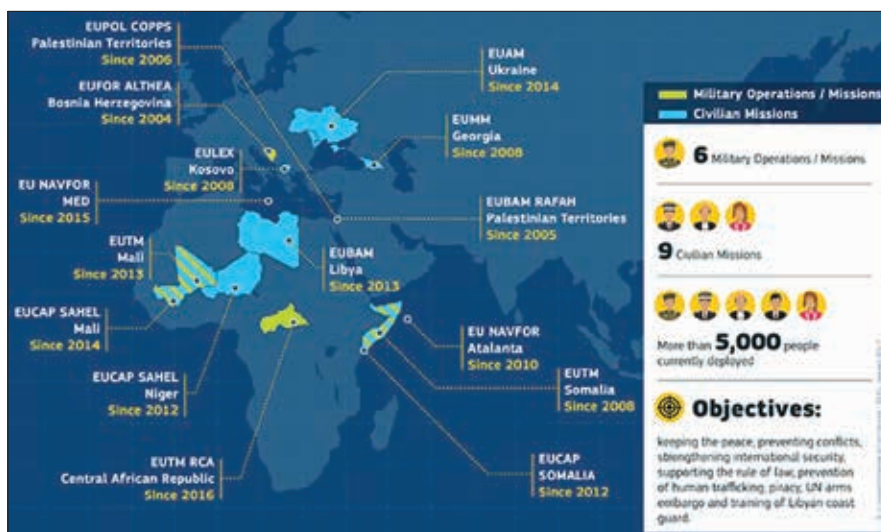 EUPOL COPPS
Palestinian Territories
Since 2006
EUFOR ALTHEA
Bosnia Herzegovina
Since 2004
EULEX
Kosovo
Since 2008
EU NAVFOR
MED
Since 2015
EUTM
Mali
Since 2013
EUCAP SAHEL
Mali
Since 2014
EUCAP SAHEL
Niger
Since 2012
EUTM RCA
Central African Republic
Since 2016
EUAM
Ukraine
Since 2014
EUMM
Georgia
Since 2008
EUBAM RAFAH
Palestinian Territories
Since 2005
EUBAM
Libya
Since 2013
EU NAVFOR
Atalanta
Since 2010
EUTM
Somalia
Since 2008
EUCAP
SOMALIA
Since 2012
Military Operations / Missions
Civilian Missions
6 Military Operations / Missions
9 Civilian Missions
More than 5,000 people
currently deployed
Objectives:
keeping the peace, preventing conflicts,
strengthening international security,
supporting the rule of law, prevention
of human trafficking, piracy, UN arms
embargo and training of Libyan coast
guard.